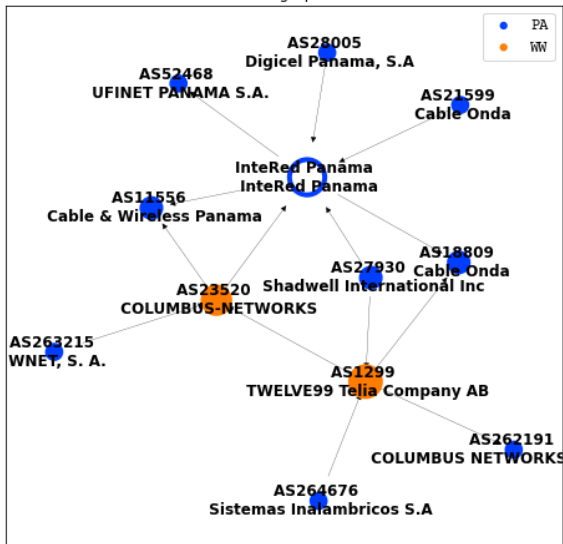 PA
WW
AS28005
Digicel Panama, S.A
AS52468
UFINET PANAMA S.A.
AS21599
Cable Onda
InteRed Panama
InteRed Panama
AS11556
Cable & Wireless Panama
AS18809
Cable Onda
AS27930
Shadwell International Inc
AS23520
COLUMBUS-NETWORKS
AS263215
WNET, S. A.
AS1299
TWELVE99 Telia Company AB
AS262191
COLUMBUS NETWORKS
AS264676
Sistemas Inalambricos S.A